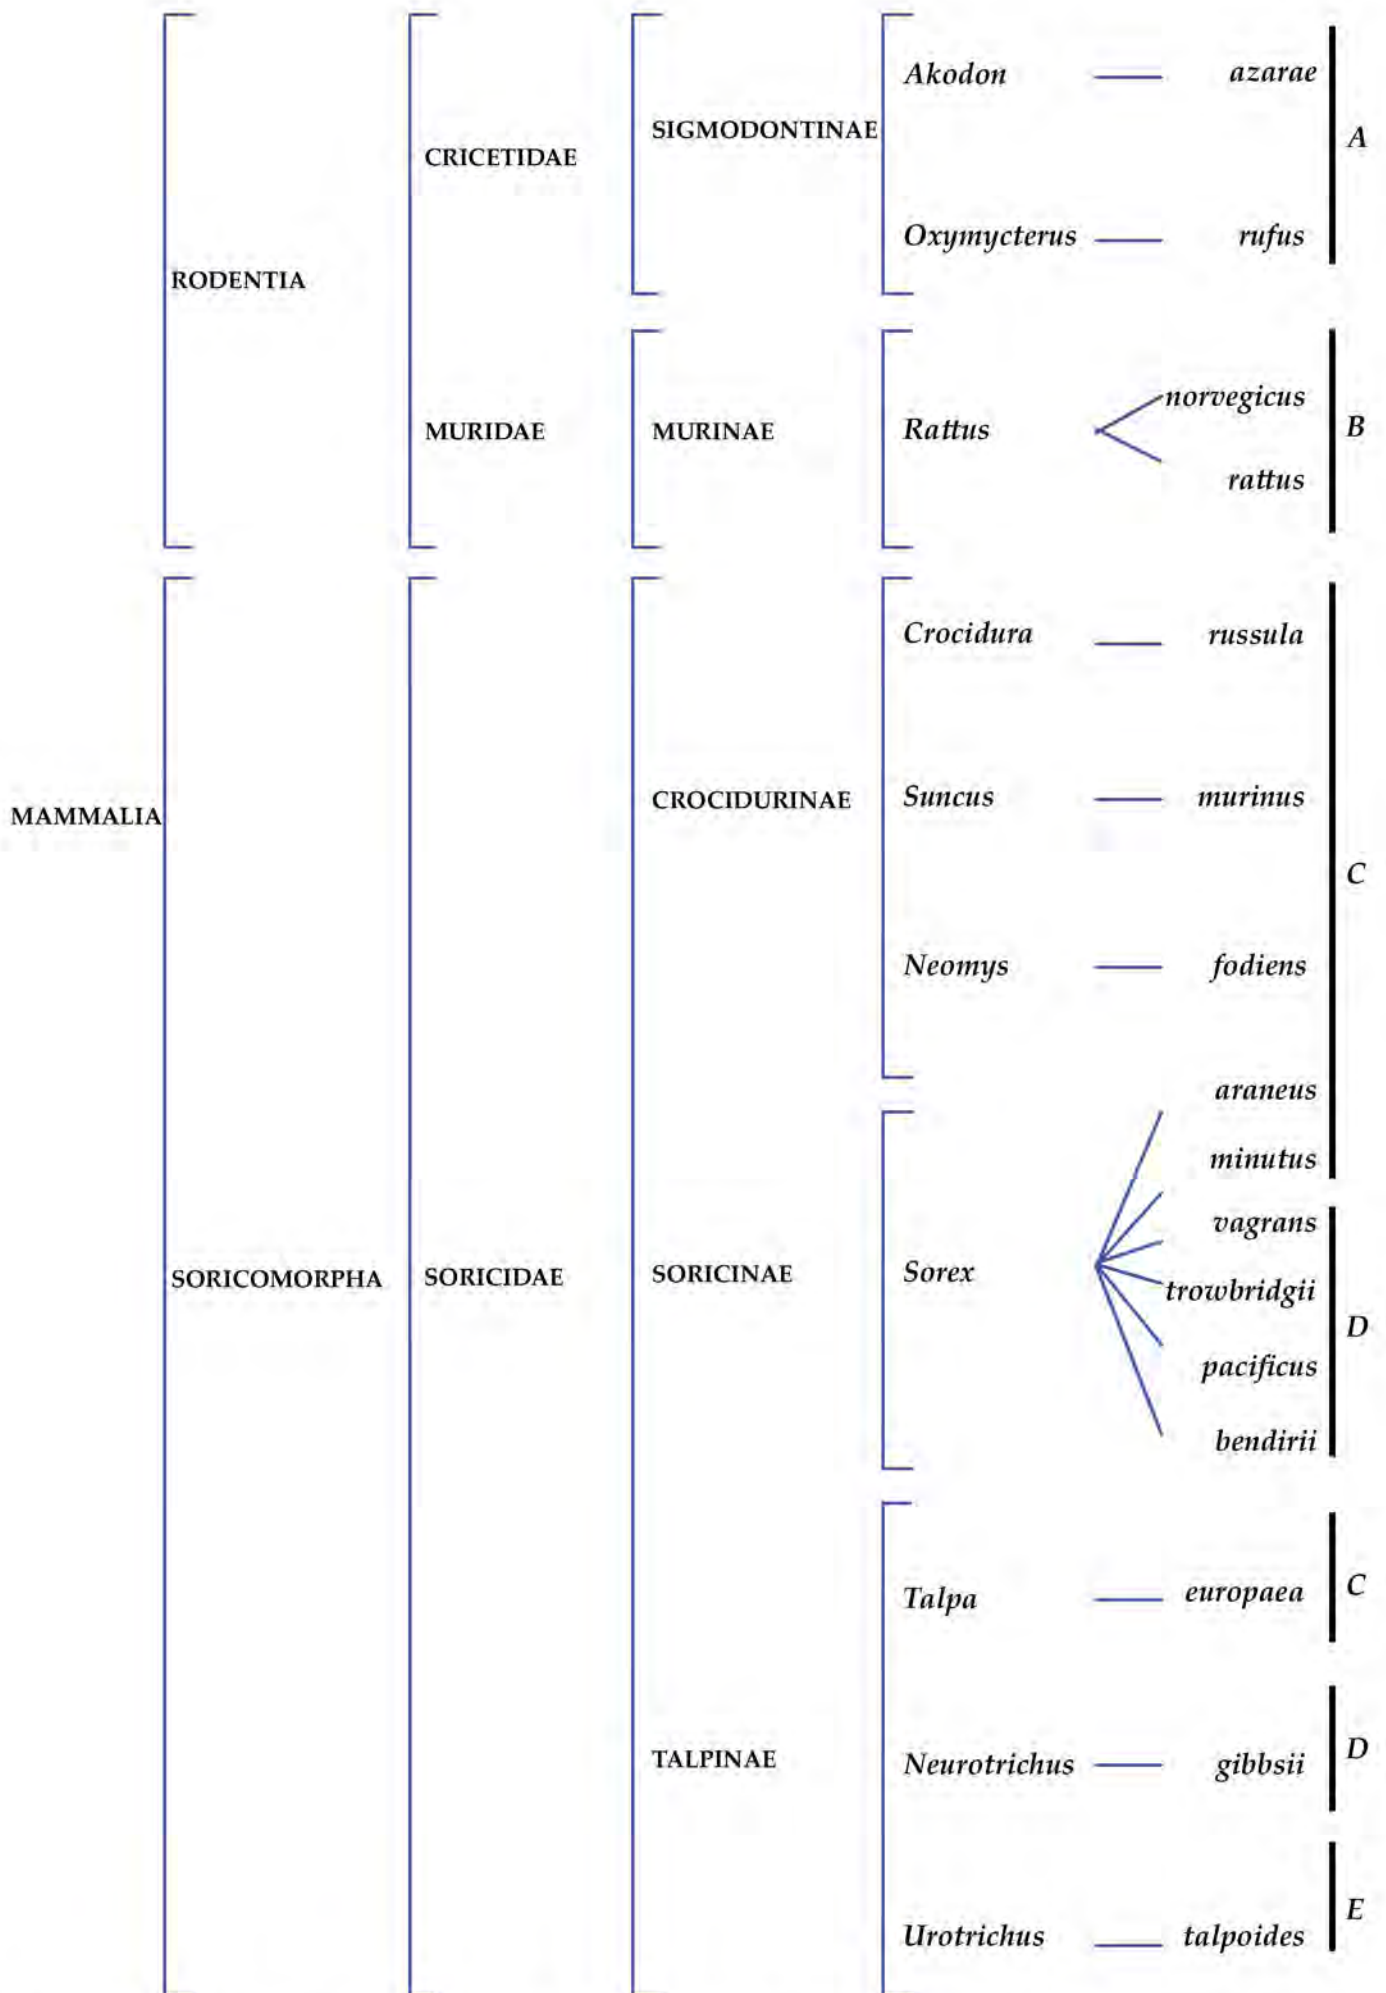 Akodon azarae
A
SIGMODONTINAE
CRICETIDAE
Oxymycterus rufus
RODENTIA
norvegicus
MURIDAE MURINAE Rattus B
rattus
Crocidura russula
CROCIDURINAE Suncus murinus
MAMMALIA
C
Neomys fodiens
araneus
minutus
vagrans
SORICOMORPHA SORICIDAE SORICINAE Sorex
trowbridgii
D
pacificus
bendirii
Talpa europaea C
TALPINAE Neurotrichus gibbsii D
E
Urotrichus talpoides